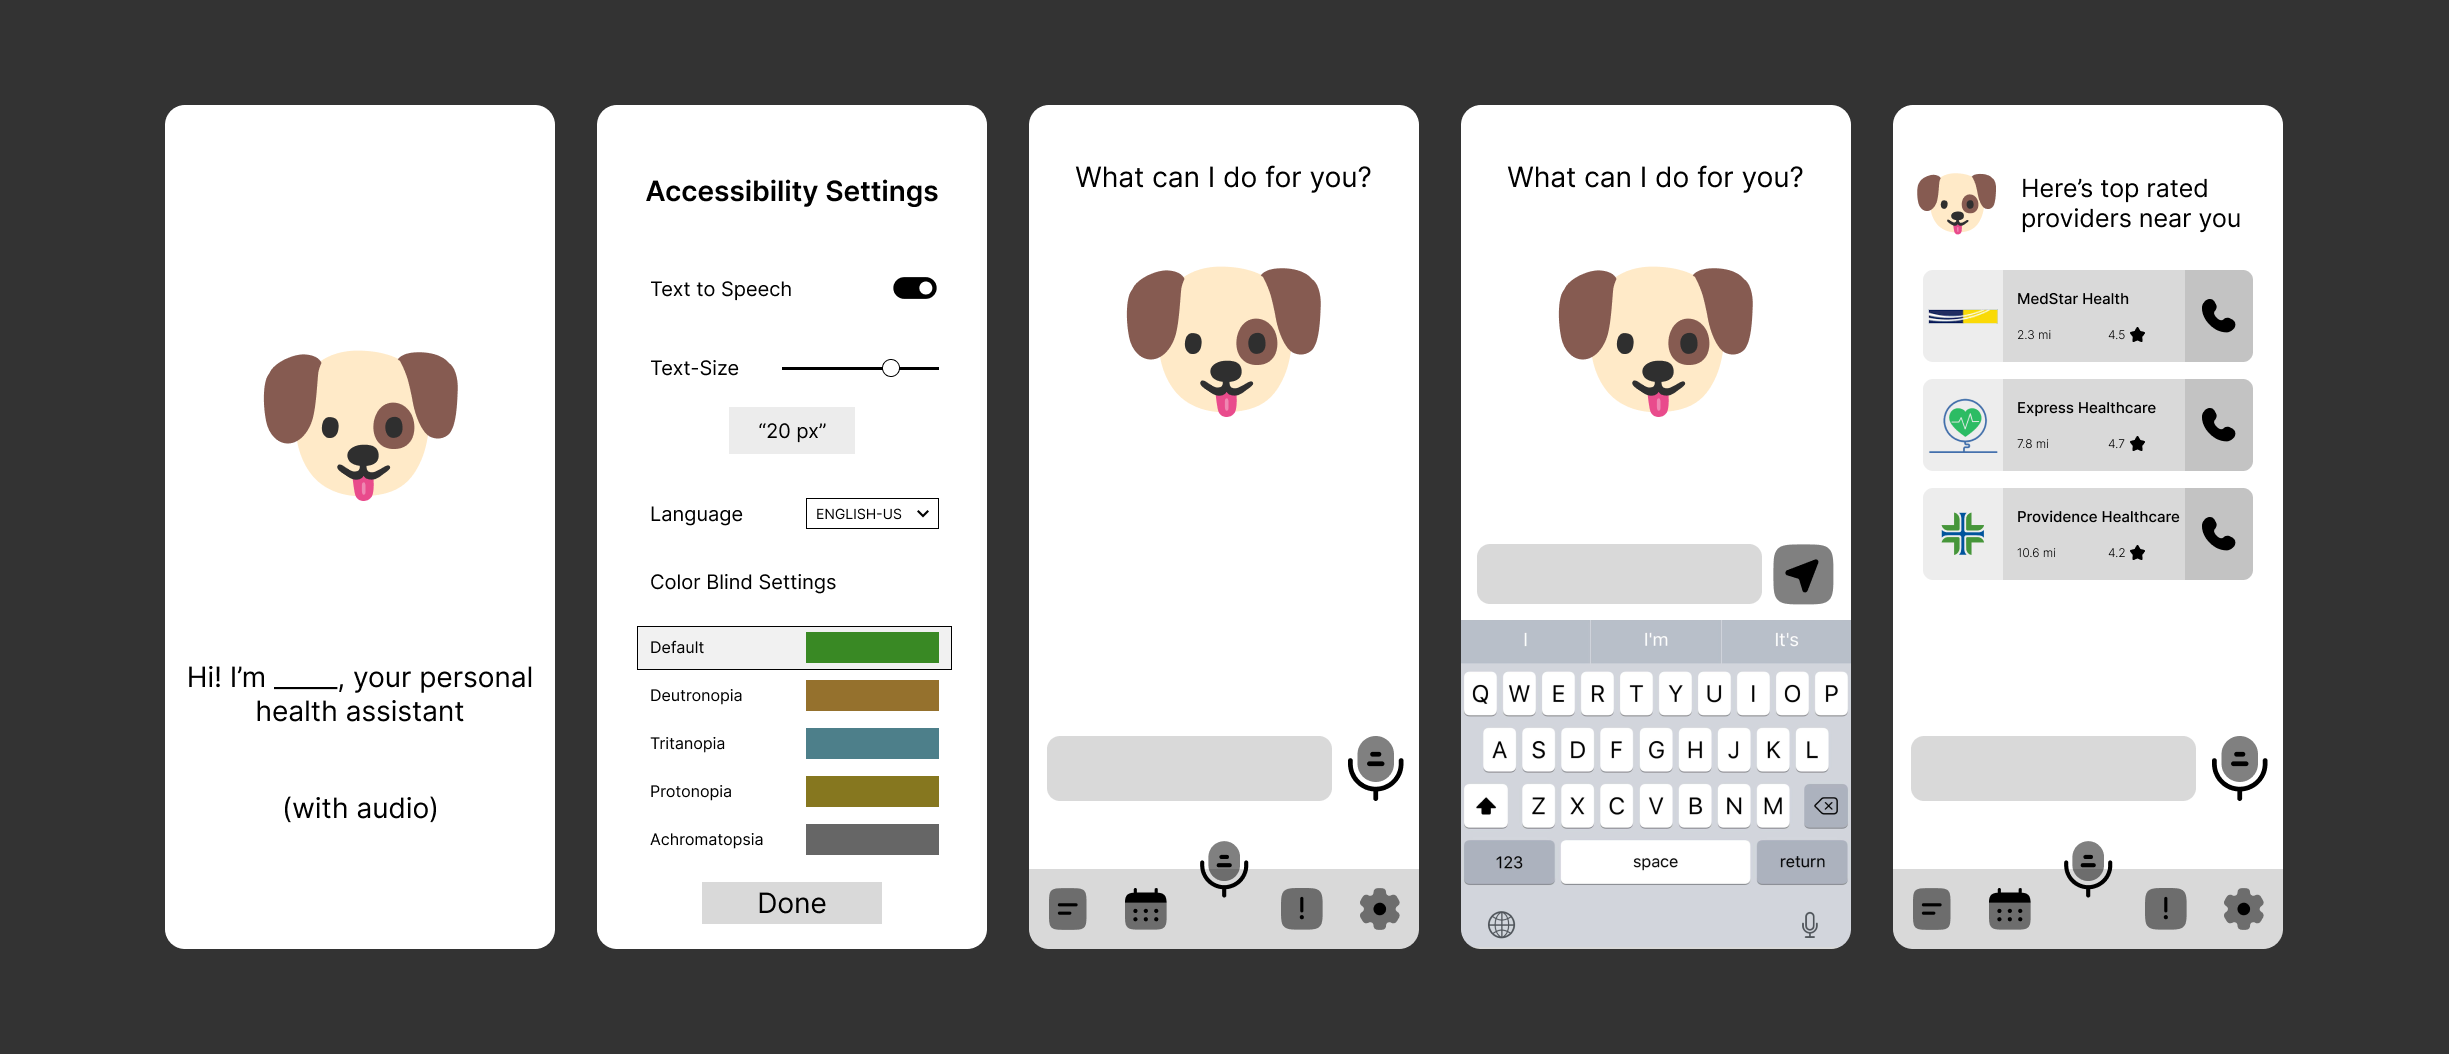 Hi! I’m _____, your personal
health assistant
(with audio)
Accessibility Settings
Text to Speech
Text-Size
“20 px”
Language
ENGLISH-US
Color Blind Settings
Default
Deutronopia
Tritanopia
Protonopia
Achromatopsia
Done
What can I do for you?
What can I do for you?
I I'm It's
Q W E R T Y U I O P
A S D F G H J K L
Z X C V B N M
123 space return
Here’s top rated
providers near you
MedStar Health
2.3 mi 4.5
Express Healthcare
7.8 mi 4.7
Providence Healthcare
10.6 mi 4.2